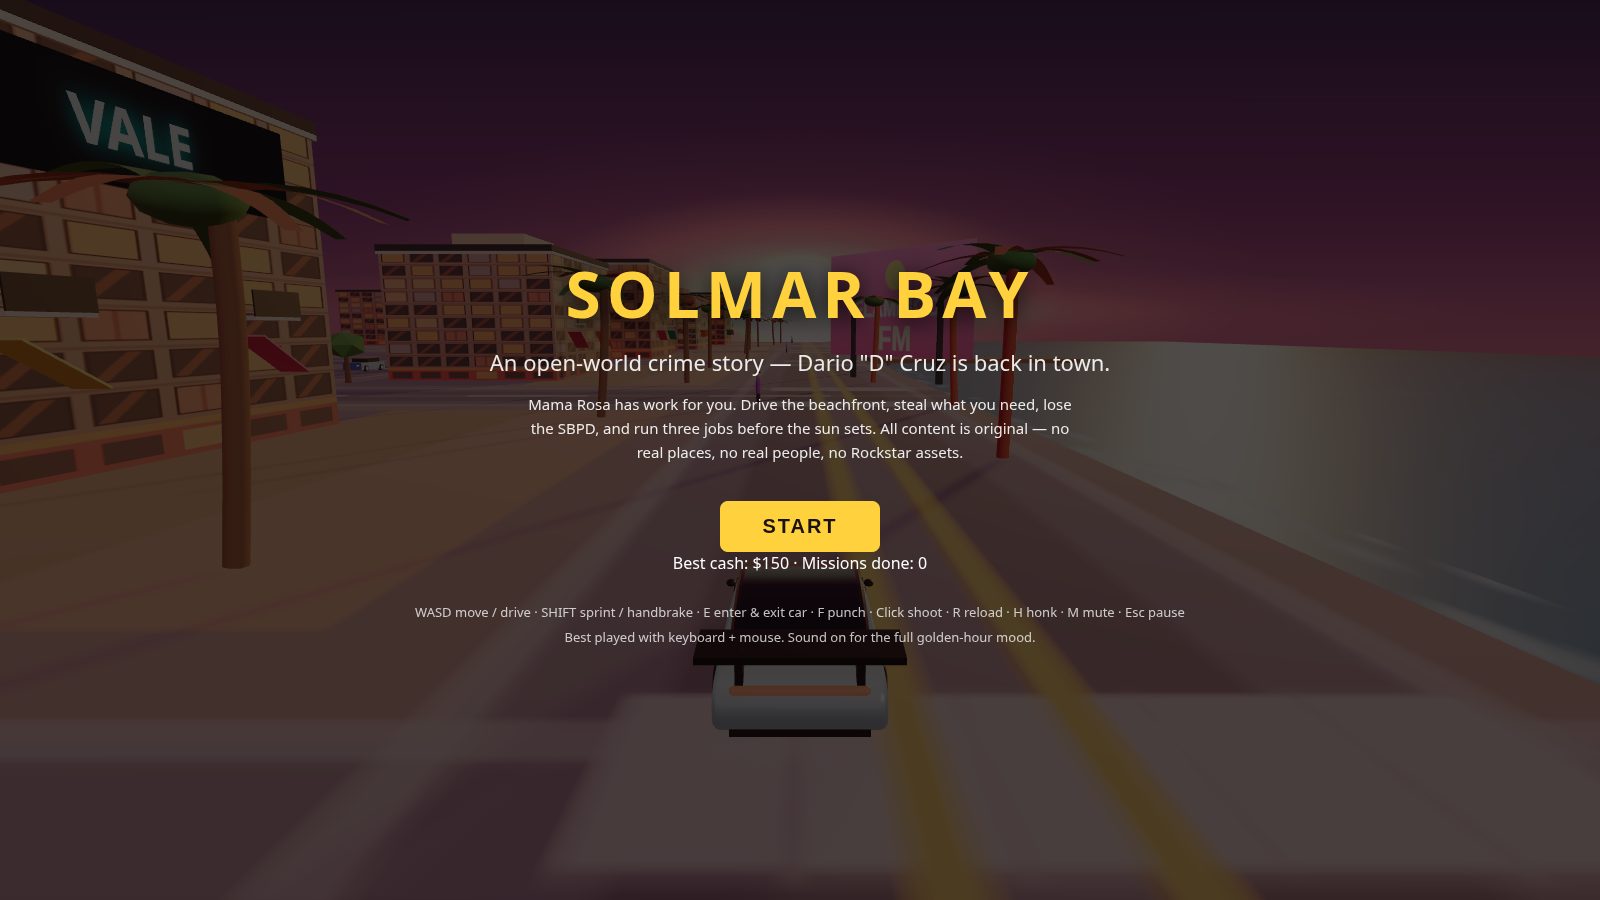 VALE
FM
SOLMAR BAY
An open-world crime story — Dario "D" Cruz is back in town.
Mama Rosa has work for you. Drive the beachfront, steal what you need, lose
the SBPD, and run three jobs before the sun sets. All content is original — no
real places, no real people, no Rockstar assets.
START
Best cash: $150 · Missions done: 0
WASD move / drive · SHIFT sprint / handbrake · E enter & exit car · F punch · Click shoot · R reload · H honk · M mute · Esc pause
Best played with keyboard + mouse. Sound on for the full golden-hour mood.